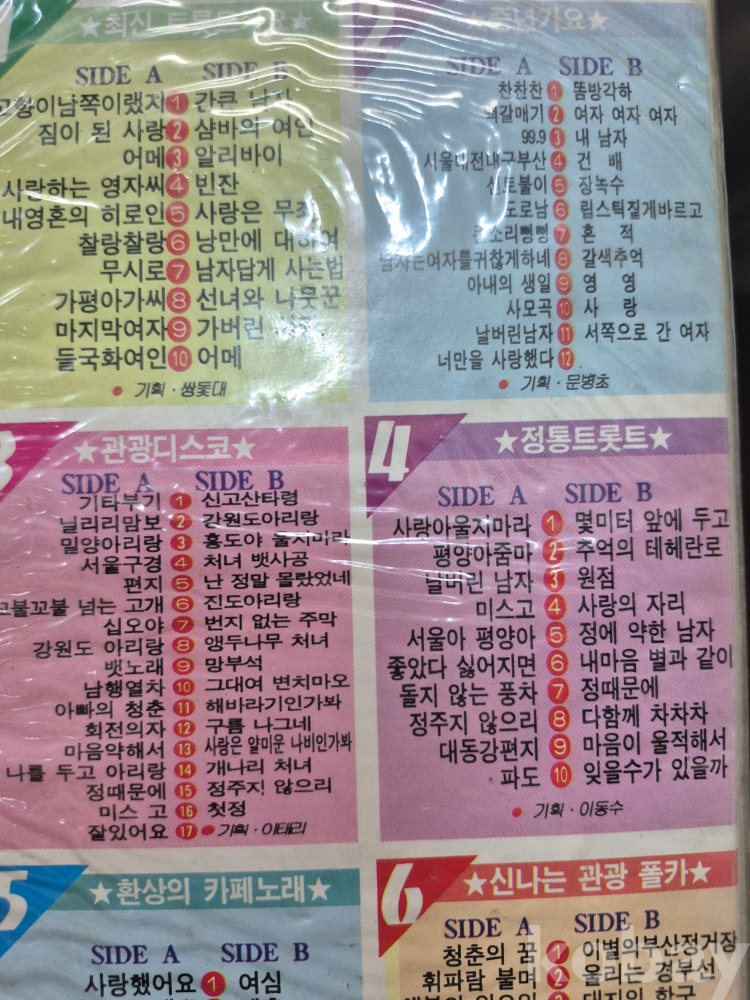 ★최신 트롯트
SIDE A SIDE B
고향이남쪽이랬지 1 간큰 남자
짐이 된 사랑 2 삼바의 여인
어메 3 알리바이
사랑하는 영자씨 4 빈잔
내영혼의 히로인 5 사랑은 무죄
찰랑찰랑 6 낭만에 대하여
무시로 7 남자답게 사는법
가평아가씨 8 선녀와 나뭇꾼
마지막여자 9 가버린
들국화여인 10 어메
● 기획·쌍돛대
2
★중년가요★
SIDE A SIDE B
찬찬찬 1 똠방각하
갈매기 2 여자 여자 여자
99.9 3 내 남자
시울대전대구부산 4 건 배
신토불이 5 장녹수
도로남 6 립스틱짙게바르고
큰소리뻥뻥 7 흔 적
남자는여자를귀찮게하네 8 갈색추억
아내의 생일 9 영 영
사모곡 10 사 랑
날버린남자 11 서쪽으로 간 여자
너만을 사랑했다 12
● 기획·문병초
3
★관광디스코★
SIDE A SIDE B
기타부기 1 신고산타령
닐리리맘보 2 강원도아리랑
밀양아리랑 3 홍도야 울지마라
서울구경 4 처녀 뱃사공
편지 5 난 정말 몰랐었네
꼬불꼬불 넘는 고개 6 진도아리랑
십오야 7 번지 없는 주막
강원도 아리랑 8 앵두나무 처녀
뱃노래 9 망부석
남행열차 10 그대여 변치마오
아빠의 청춘 11 해바라기인가봐
회전의자 12 구름 나그네
마음약해서 13 사랑은 얄미운 나비인가봐
나를 두고 아리랑 14 개나리 처녀
정때문에 15 정주지 않으리
미스 고 16 첫정
잘있어요 17 ● 기획·이태리
4
★정통트롯트★
SIDE A SIDE B
사랑아울지마라 1 몇미터 앞에 두고
평양아줌마 2 추억의 테헤란로
날버린 남자 3 원점
미스고 4 사랑의 자리
서울아 평양아 5 정에 약한 남자
좋았다 싫어지면 6 내마음 별과 같이
돌지 않는 풍차 7 정때문에
정주지 않으리 8 다함께 차차차
대동강편지 9 마음이 울적해서
파도 10 잊을수가 있을까
● 기획·이동수
5
★환상의 카페노래★
SIDE A SIDE B
사랑했어요 1 여심
6
★신나는 관광 폴카★
SIDE A SIDE B
청춘의 꿈 1 이별의부산정거장
휘파람 불며 2 울리는 경부선
3